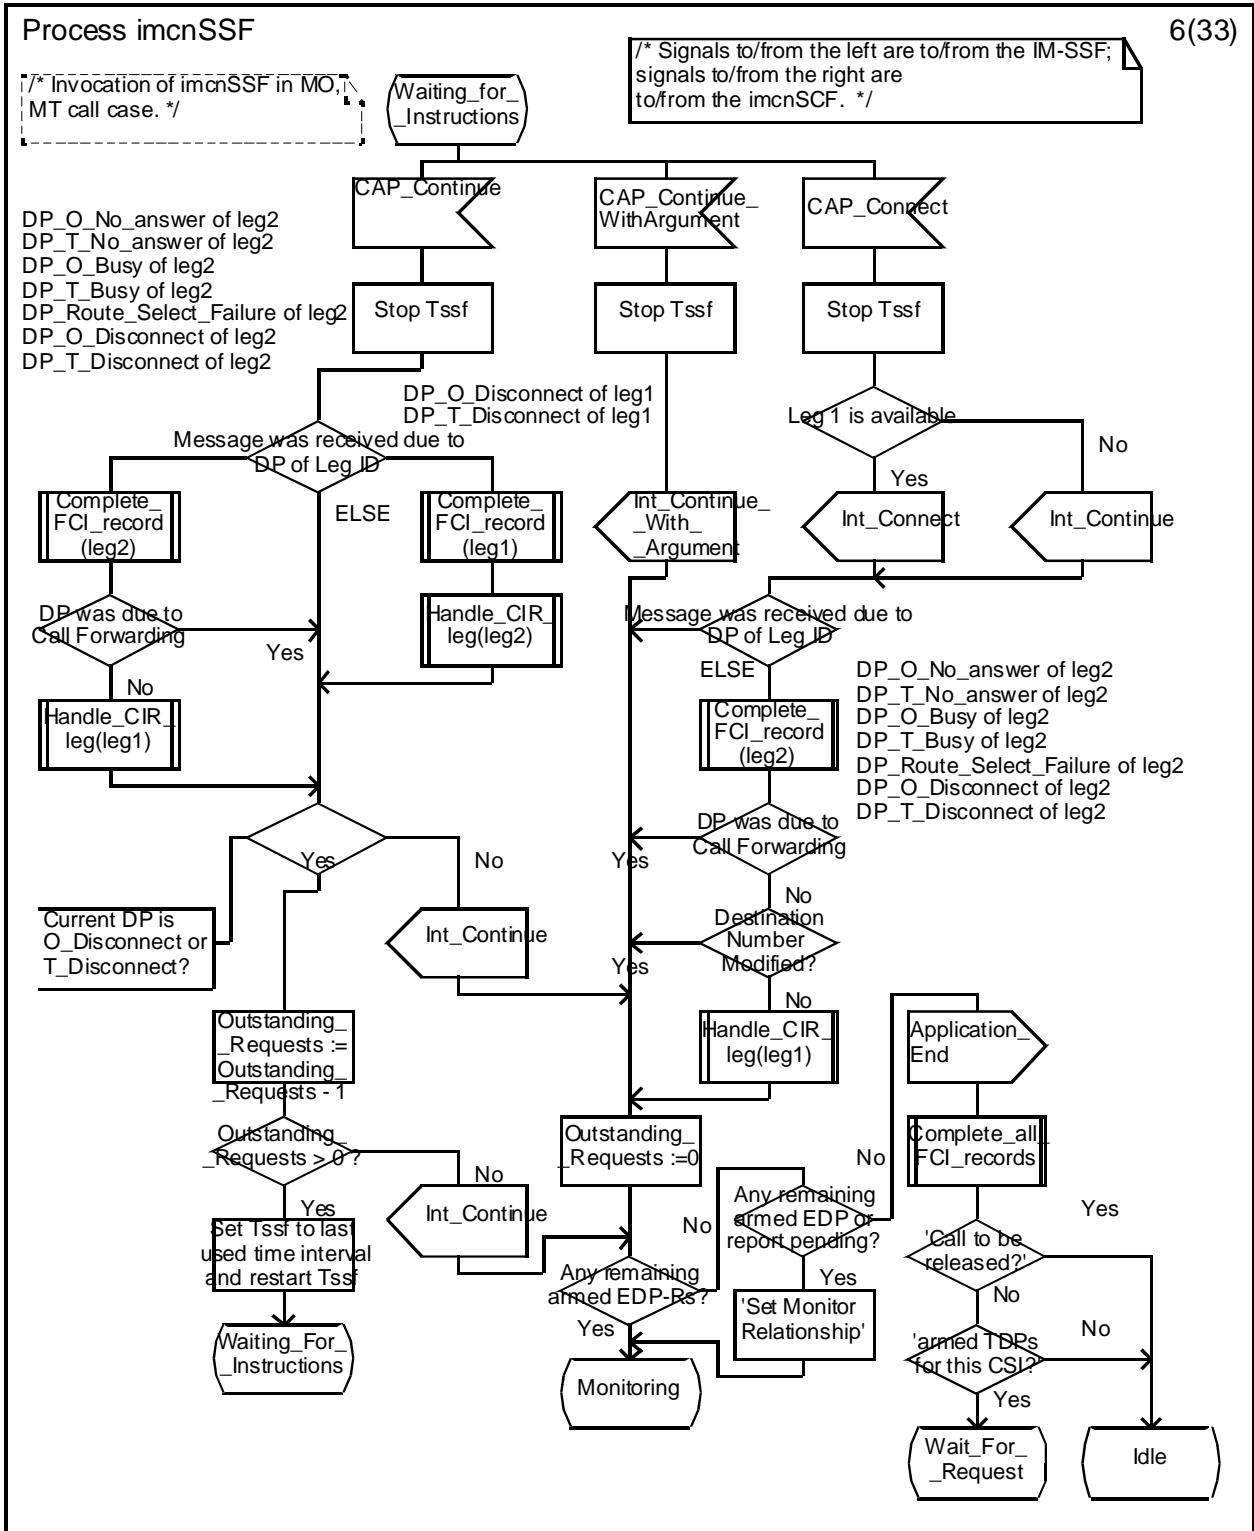 Process imcnSSF
6(33)
/* Invocation of imcnSSF in MO,
MT call case. */
Waiting_for_
_Instructions
/* Signals to/from the left are to/from the IM-SSF;
signals to/from the right are
to/from the imcnSCF. */
CAP_Continue
CAP_Continue_
WithArgument
CAP_Connect
DP_O_No_answer of leg2
DP_T_No_answer of leg2
DP_O_Busy of leg2
DP_T_Busy of leg2
DP_Route_Select_Failure of leg2
DP_O_Disconnect of leg2
DP_T_Disconnect of leg2
Stop Tssf
Stop Tssf
Stop Tssf
DP_O_Disconnect of leg1
DP_T_Disconnect of leg1
Leg 1 is available
Message was received due to
DP of Leg ID
No
Yes
Complete_
FCI_record
(leg2)
ELSE
Complete_
FCI_record
(leg1)
Int_Continue_
_With_
_Argument
Int_Connect
Int_Continue
DP was due to
Call Forwarding
Yes
Handle_CIR_
leg(leg2)
Message was received due to
DP of Leg ID
ELSE
No
Handle_CIR_
leg(leg1)
Complete_
FCI_record
(leg2)
DP_O_No_answer of leg2
DP_T_No_answer of leg2
DP_O_Busy of leg2
DP_T_Busy of leg2
DP_Route_Select_Failure of leg2
DP_O_Disconnect of leg2
DP_T_Disconnect of leg2
Yes
No
DP was due to
Call Forwarding
Yes
No
Current DP is
O_Disconnect or
T_Disconnect?
Int_Continue
Destination
Number
Modified?
Yes
No
Outstanding_
_Requests :=
Outstanding_
_Requests - 1
Handle_CIR_
leg(leg1)
Application_
End
Outstanding_
_Requests > 0 ?
No
Yes
Outstanding_
_Requests :=0
Complete_all_
FCI_records
No
Int_Continue
No
Any remaining
armed EDP or
report pending?
Yes
Yes
Set Tssf to last
used time interval
and restart Tssf
Any remaining
armed EDP-Rs?
Yes
'Set Monitor
Relationship'
'Call to be
released?'
No
Waiting_For_
_Instructions
Monitoring
'armed TDPs
for this CSI?'
No
Yes
Wait_For_
_Request
Idle